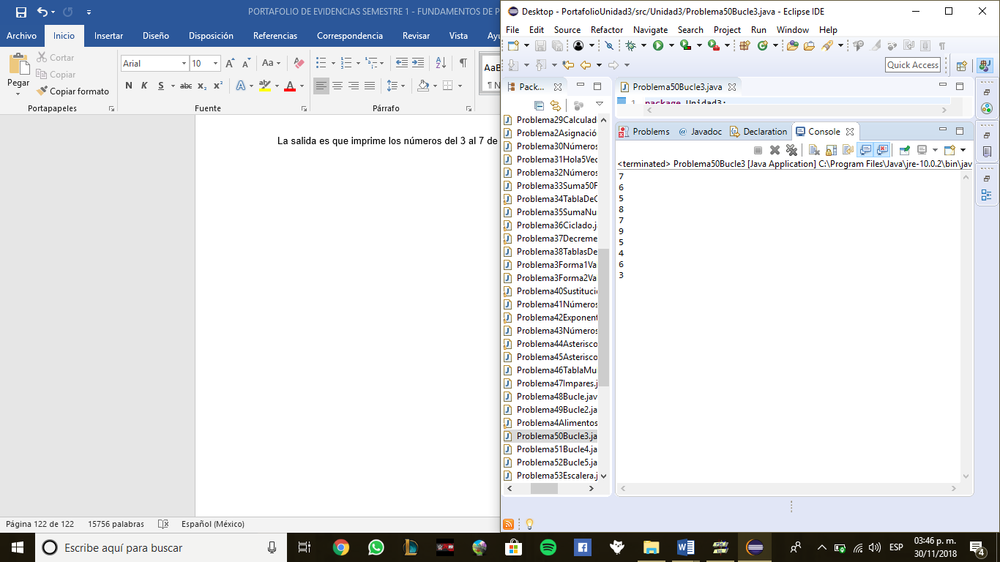 PORTAFOLIO DE EVIDENCIAS SEMESTRE 1 - FUNDAMENTOS DE P
Archivo Inicio Insertar Diseño Disposición Referencias Correspondencia Revisar Vista Ayu
Pegar
Cortar
Copiar
Copiar formato
Portapapeles
Arial 10
N K S abc x₂ x²
Fuente
Párrafo
AaB
¶ N
La salida es que imprime los números del 3 al 7 de
Página 122 de 122 15756 palabras Español (México)
Desktop - PortafolioUnidad3/src/Unidad3/Problema50Bucle3.java - Eclipse IDE
File Edit Source Refactor Navigate Search Project Run Window Help
Quick Access
Pack...
Problema29Calculad
Problema2Asignació
Problema30Números
Problema31Hola5Vec
Problema32Números
Problema33Suma50P
Problema34TablaDeC
Problema35SumaNu
Problema36Ciclado.j
Problema37Decreme
Problema38TablasDe
Problema3Forma1Va
Problema3Forma2Va
Problema40Sustitució
Problema41Números
Problema42Exponent
Problema43Números
Problema44Asterisco
Problema45Asterisco
Problema46TablaMu
Problema47Impares.j
Problema48Bucle.jav
Problema49Bucle2.ja
Problema4Alimentos
Problema50Bucle3.ja
Problema51Bucle4.ja
Problema52Bucle5.ja
Problema53Escalera.j
Problema50Bucle3.java
1 package Unidad3;
Problems @ Javadoc Declaration Console
<terminated> Problema50Bucle3 [Java Application] C:\Program Files\Java\jre-10.0.2\bin\jav
7
6
5
8
7
9
5
4
6
3
Escribe aquí para buscar
ESP
03:46 p. m.
30/11/2018
4